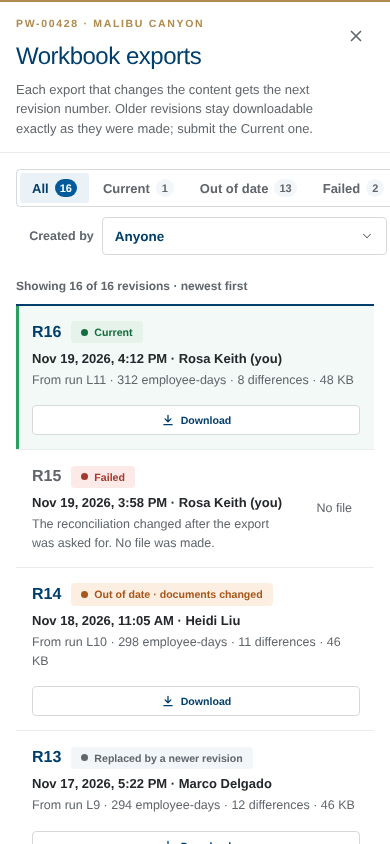 PW-00428 · MALIBU CANYON
Workbook exports
Each export that changes the content gets the next
revision number. Older revisions stay downloadable
exactly as they were made; submit the Current one.
All 16 Current 1 Out of date 13 Failed 2
Created by Anyone
Showing 16 of 16 revisions · newest first
R16 Current
Nov 19, 2026, 4:12 PM · Rosa Keith (you)
From run L11 · 312 employee-days · 8 differences · 48 KB
Download
R15 Failed
Nov 19, 2026, 3:58 PM · Rosa Keith (you)
No file
The reconciliation changed after the export
was asked for. No file was made.
R14 Out of date · documents changed
Nov 18, 2026, 11:05 AM · Heidi Liu
From run L10 · 298 employee-days · 11 differences · 46
KB
Download
R13 Replaced by a newer revision
Nov 17, 2026, 5:22 PM · Marco Delgado
From run L9 · 294 employee-days · 12 differences · 46 KB